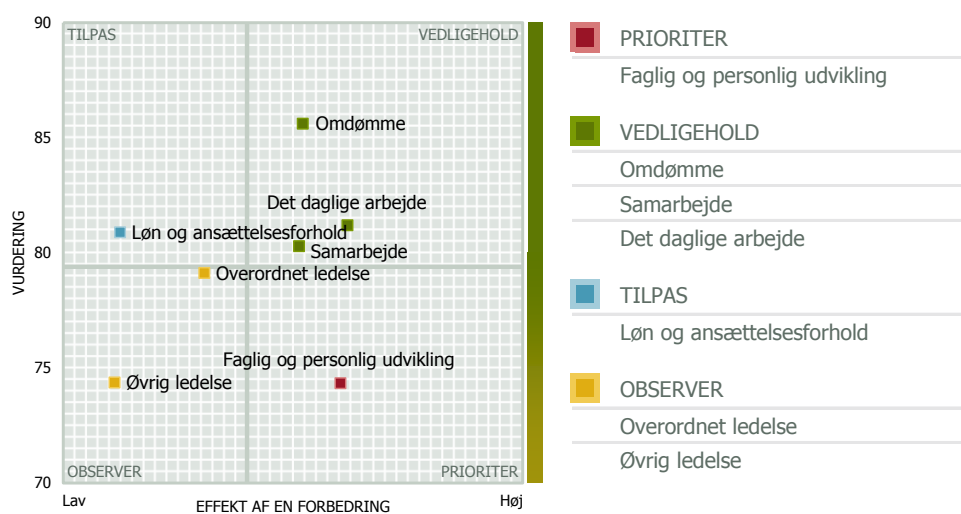 90
TILPAS
VEDLIGEHOLD
Omdømme
85
Det daglige arbejde
Løn og ansættelsesforhold
Samarbejde
80
VURDERING
Overordnet ledelse
Faglig og personlig udvikling
75
Øvrig ledelse
OBSERVER
PRIORITER
70
Lav
EFFEKT AF EN FORBEDRING
Høj
PRIORITER
Faglig og personlig udvikling
VEDLIGEHOLD
Omdømme
Samarbejde
Det daglige arbejde
TILPAS
Løn og ansættelsesforhold
OBSERVER
Overordnet ledelse
Øvrig ledelse